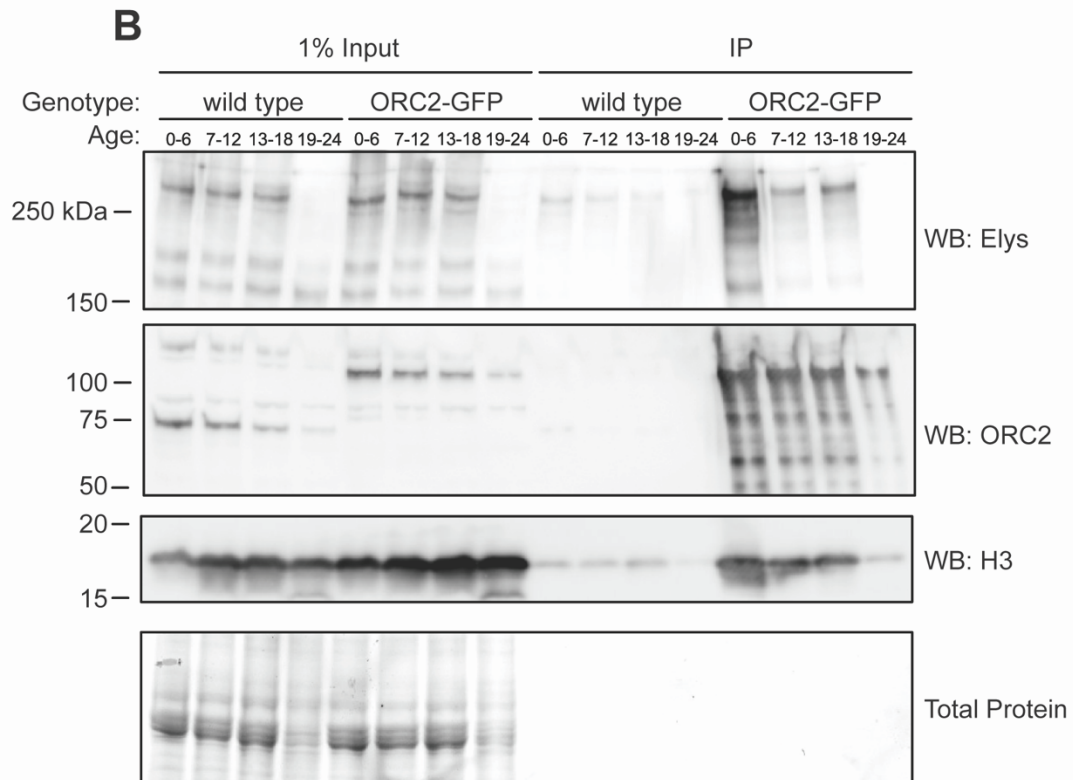 B
1% Input IP
Genotype: wild type ORC2-GFP wild type ORC2-GFP
Age: 0-6 7-12 13-18 19-24 0-6 7-12 13-18 19-24 0-6 7-12 13-18 19-24 0-6 7-12 13-18 19-24
250 kDa
WB: Elys
150
100
75
WB: ORC2
50
20
WB: H3
15
Total Protein